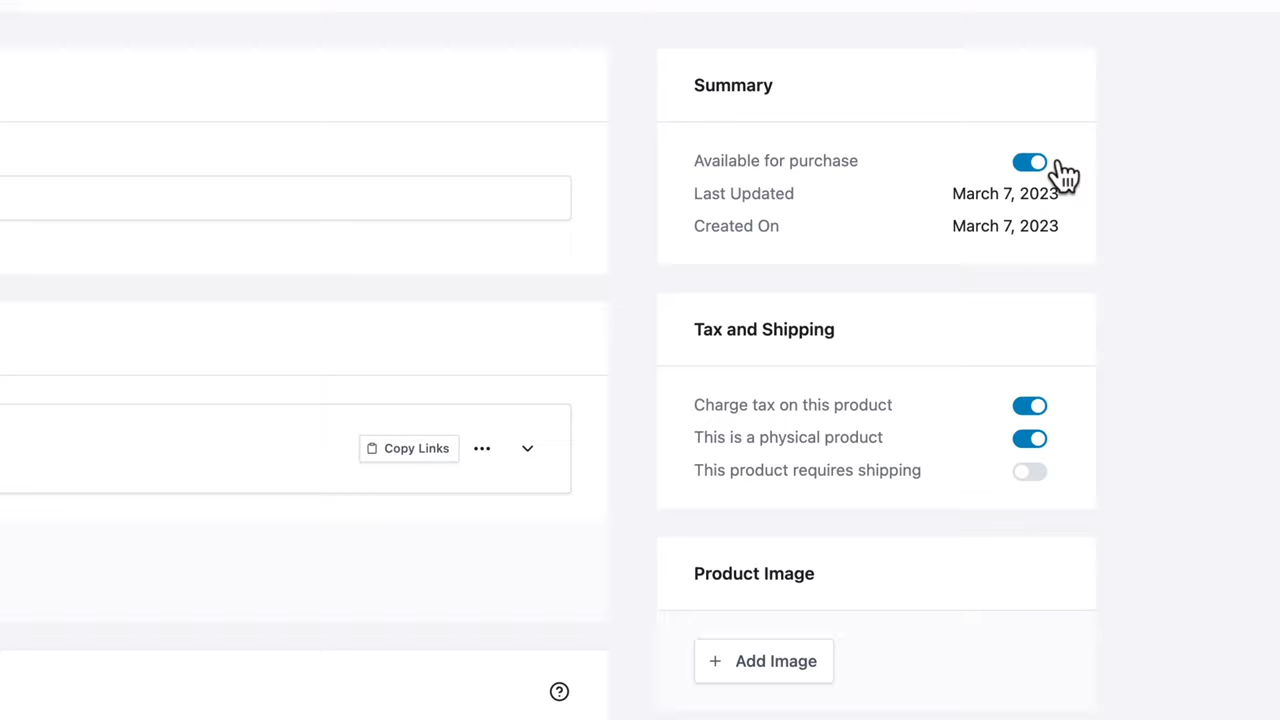 Summary
Available for purchase
Last Updated March 7, 2023
Created On March 7, 2023
Tax and Shipping
Charge tax on this product
This is a physical product
Copy Links
This product requires shipping
Product Image
+ Add Image